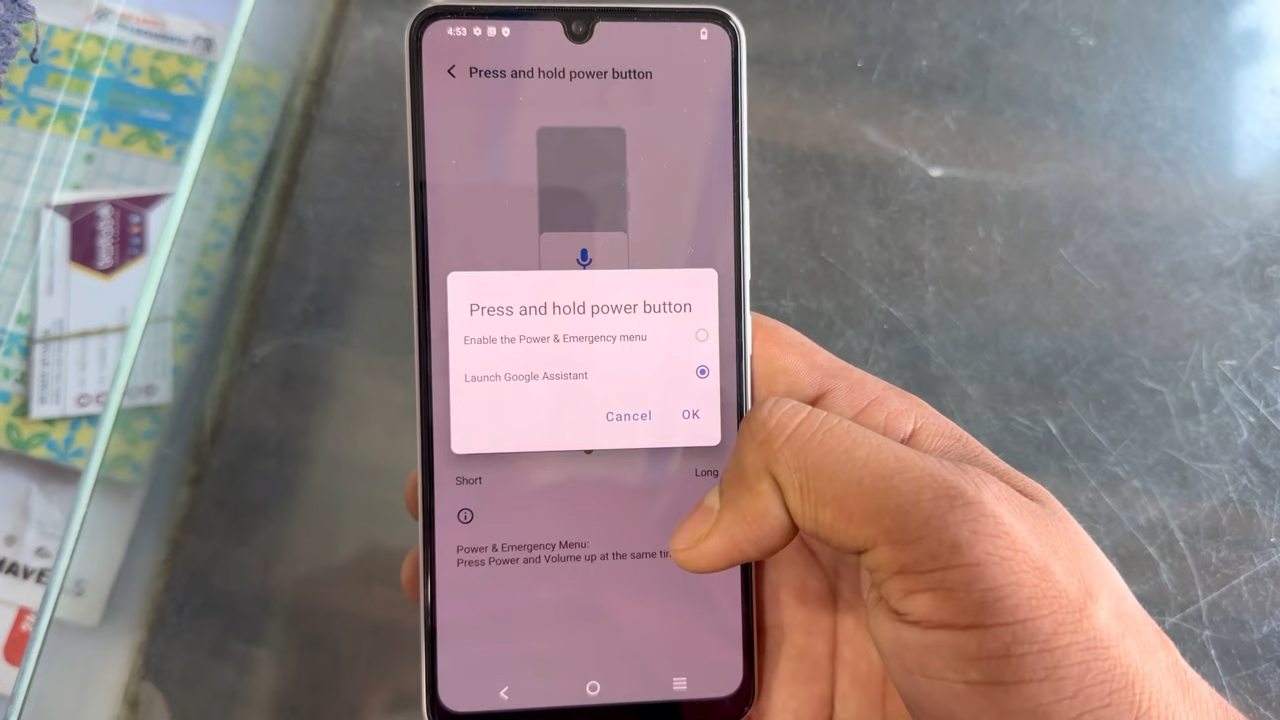 4:53
Press and hold power button
Press and hold power button
Enable the Power & Emergency menu
Launch Google Assistant
Cancel
OK
Short
Long
Power & Emergency Menu:
Press Power and Volume up at the same
MAVE